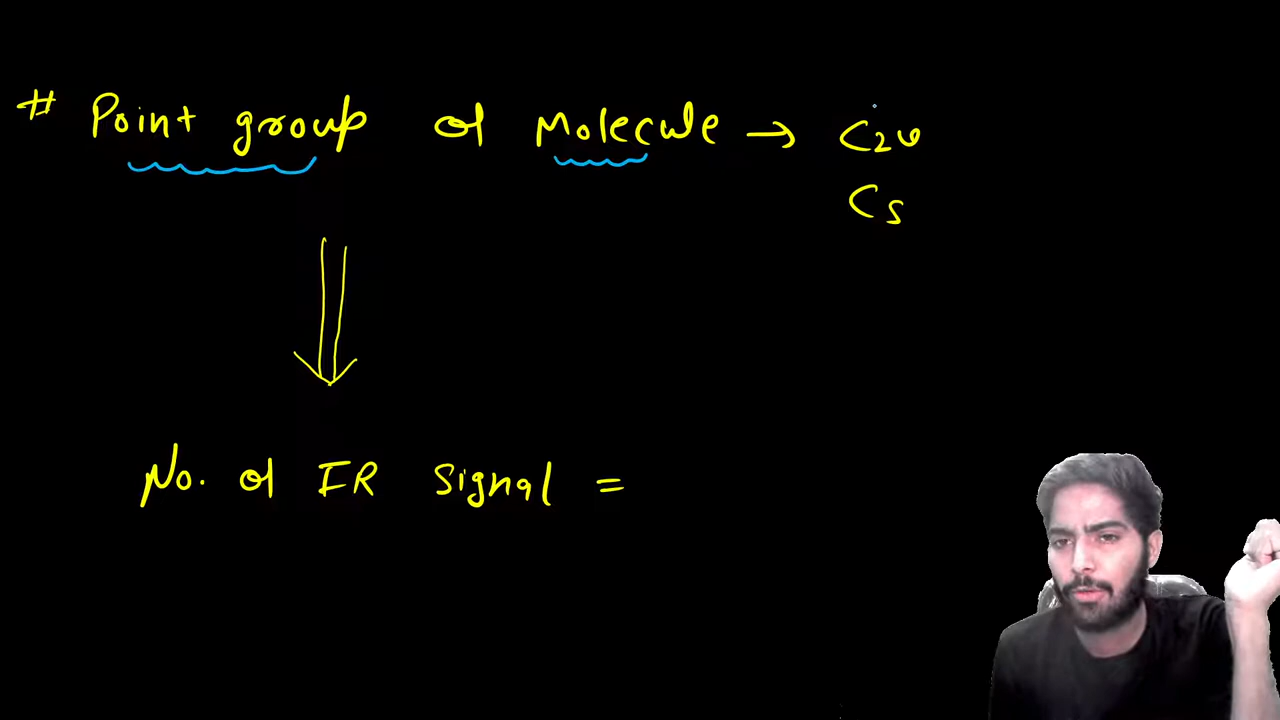 # Point group of Molecule → C2v
Cs
No. of IR Signal =